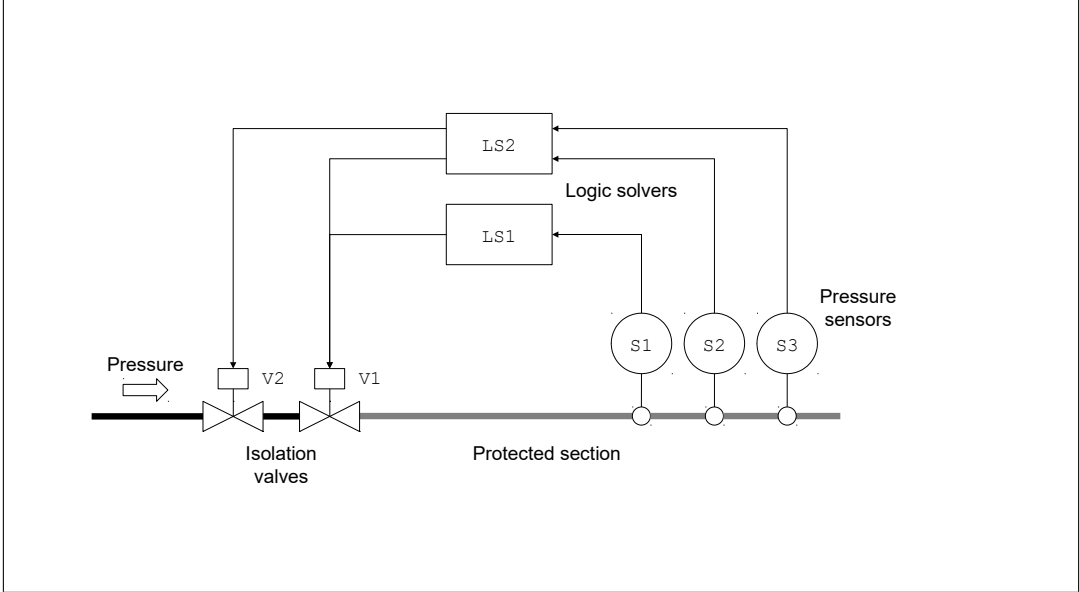 LS2
Logic solvers
LS1
Pressure
sensors
S1
S2
S3
Pressure
V2
V1
Isolation
valves
Protected section